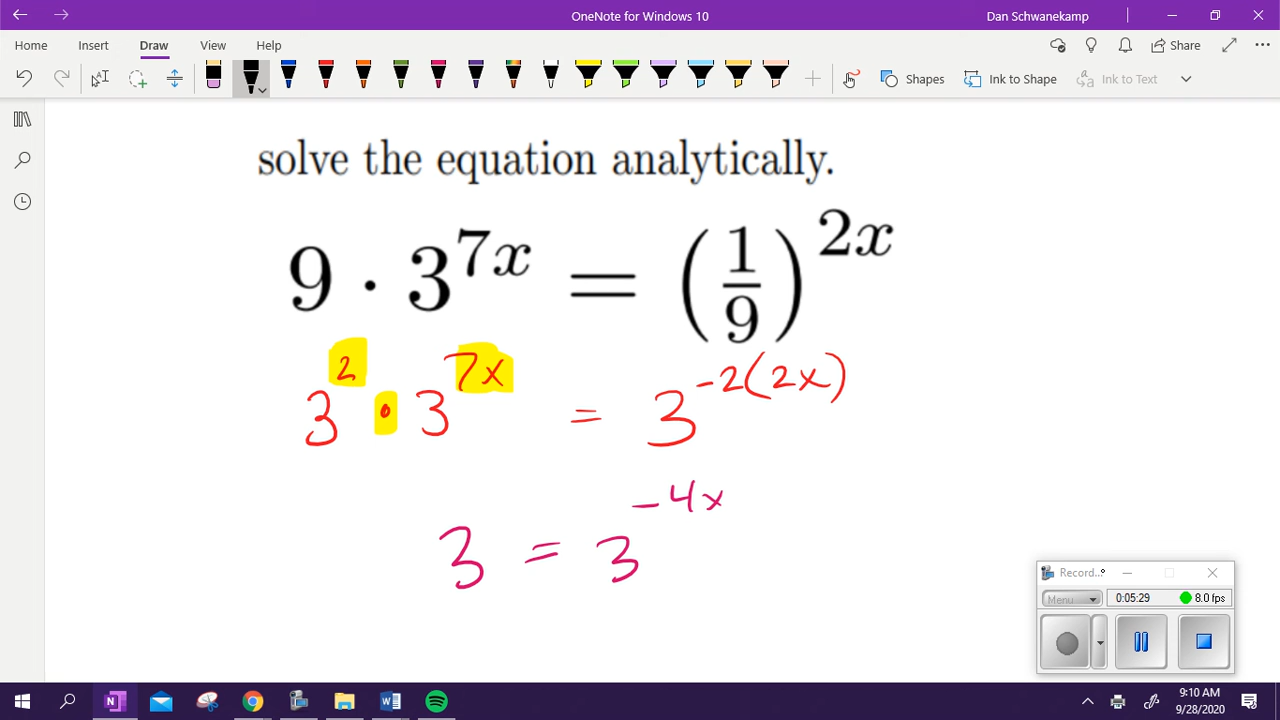 OneNote for Windows 10
Dan Schwanekamp
Home Insert Draw View Help
Share
Shapes Ink to Shape Ink to Text
solve the equation analytically.
9 · 3^{7x} = (1/9)^{2x}
3^2 • 3^{7x} = 3^{-2(2x)}
3 = 3^{-4x}
Record...
Menu 0:05:29 8.0 fps
9:10 AM
9/28/2020